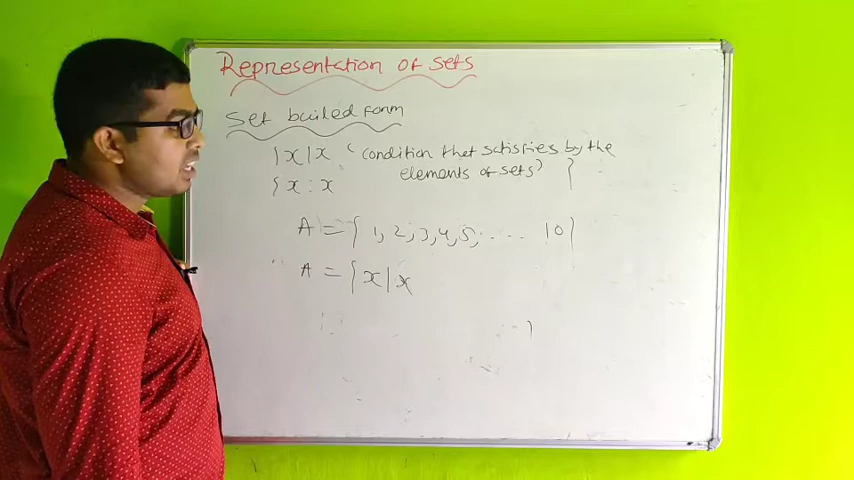 Representation of sets
Set builed form
{x|x (condition that satisfies by the
{x : x elements of sets) }
A = { 1, 2, 3, 4, 5, .... 10}
A = { x | x